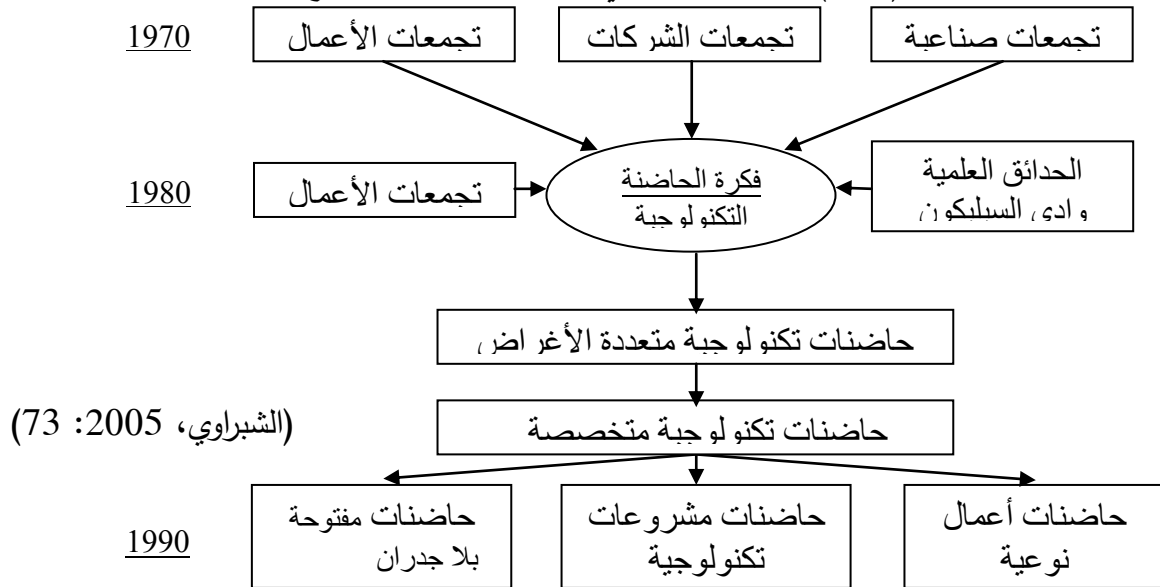 1970
تجمعات صناعية
تجمعات الشركات
تجمعات الأعمال
1980
الحدائق العلمية
وادي السيليكون
فكرة الحاضنة
التكنولوجية
تجمعات الأعمال
حاضنات تكنولوجية متعددة الأغراض
حاضنات تكنولوجية متخصصة
(الشبراوي، 2005: 73)
1990
حاضنات أعمال
نوعية
حاضنات مشروعات
تكنولوجية
حاضنات مفتوحة
بلا جدران